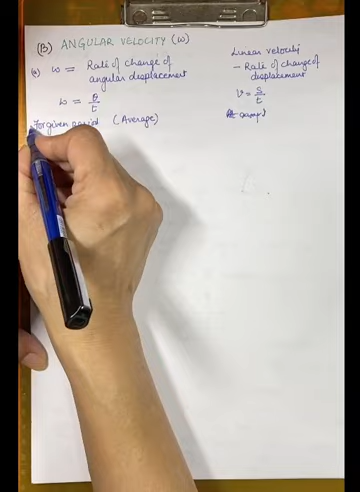 (B) ANGULAR VELOCITY (ω)
(a) ω = Rate of change of
angular displacement
ω = θ/t
For given period (Average)
Linear velocity
- Rate of change of
displacement
v = s/t